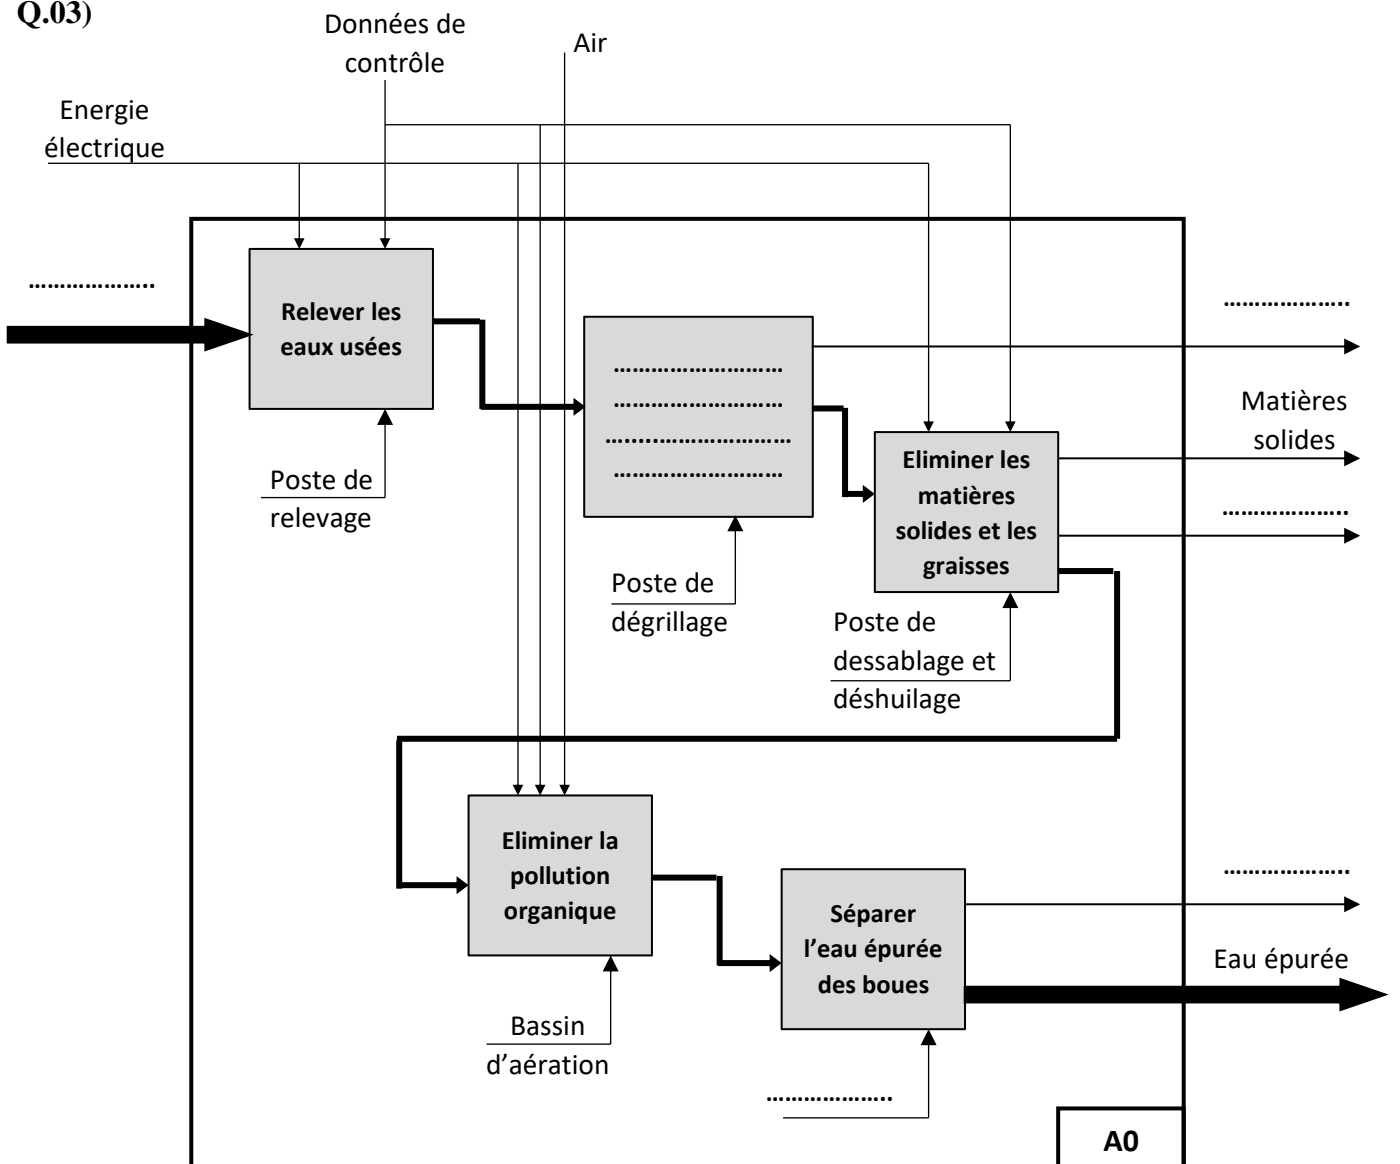 Q.03)
Données de
contrôle
Air
Energie
électrique
………………..
Relever les
eaux usées
………………………
………………………
…………………………
………………………
………………..
Matières
solides
Eliminer les
matières
solides et les
graisses
………………..
Poste de
relevage
Poste de
dégrillage
Poste de
dessablage et
déshuilage
Eliminer la
pollution
organique
………………..
Séparer
l’eau épurée
des boues
Eau épurée
Bassin
d’aération
………………..
A0